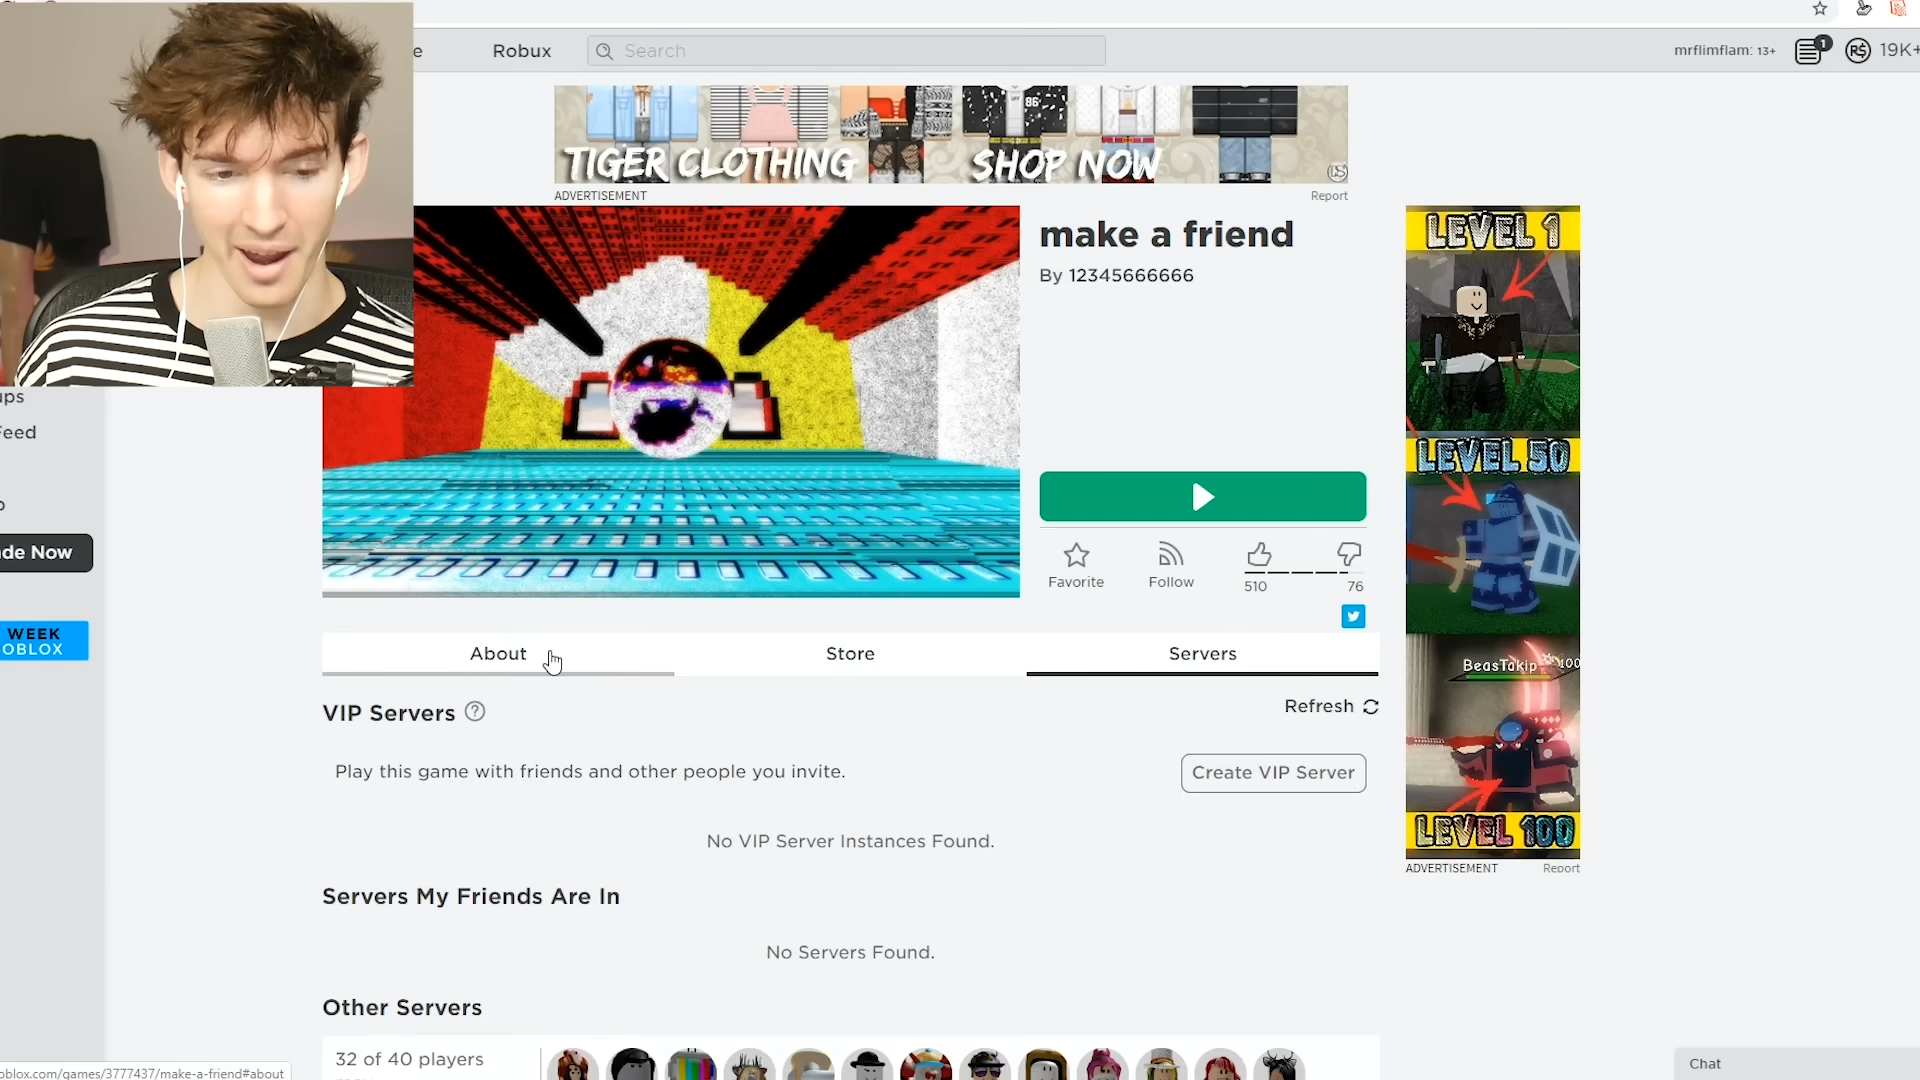 e
Robux
Search
mrflimflam: 13+
1
19K+
86
TIGER CLOTHING SHOP NOW
ADVERTISEMENT
Report
make a friend
By 12345666666
LEVEL 1
LEVEL 50
BeasTakip 100
LEVEL 100
ADVERTISEMENT
Report
ups
Feed
p
de Now
WEEK
OBLOX
Favorite
Follow
510
76
About
Store
Servers
VIP Servers
Refresh
Play this game with friends and other people you invite.
Create VIP Server
No VIP Server Instances Found.
Servers My Friends Are In
No Servers Found.
Other Servers
32 of 40 players
Chat
oblox.com/games/3777437/make-a-friend#about